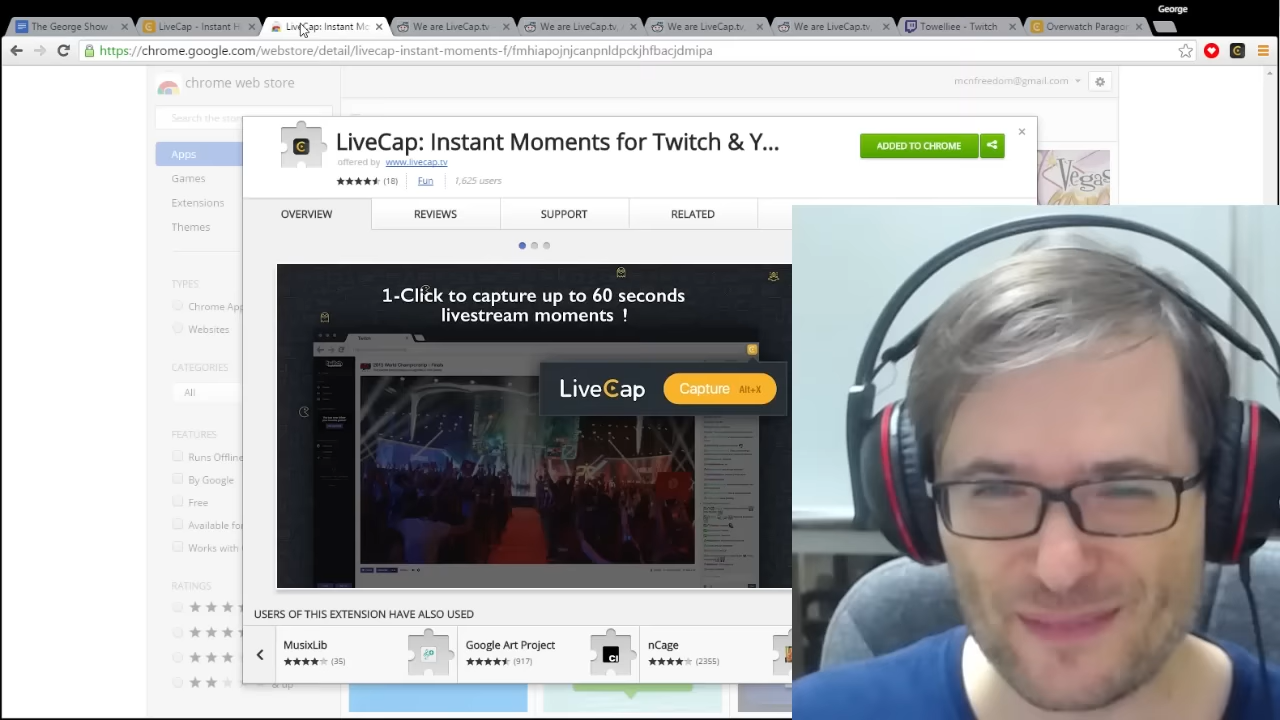 George
The George Show
LiveCap - Instant H
LiveCap: Instant Mo
We are LiveCap.tv -
We are LiveCap.tv,
We are LiveCap.tv,
We are LiveCap.tv
Towelliee - Twitch
Overwatch Paragor
https://chrome.google.com/webstore/detail/livecap-instant-moments-f/fmhiapojnjcanpnldpckjhfbacjdmipa
chrome web store
mcnfreedom@gmail.com
Search the store
LiveCap: Instant Moments for Twitch & Y...
offered by www.livecap.tv
(18)
Fun
1,625 users
ADDED TO CHROME
Apps
Games
Extensions
Themes
OVERVIEW
REVIEWS
SUPPORT
RELATED
Vegas
TYPES
Chrome App
Websites
CATEGORIES
All
FEATURES
Runs Offline
By Google
Free
Available for
Works with
RATINGS
& up
1-Click to capture up to 60 seconds
livestream moments !
LiveCap
Capture Alt+X
USERS OF THIS EXTENSION HAVE ALSO USED
MusixLib
(35)
Google Art Project
(917)
nCage
(2355)